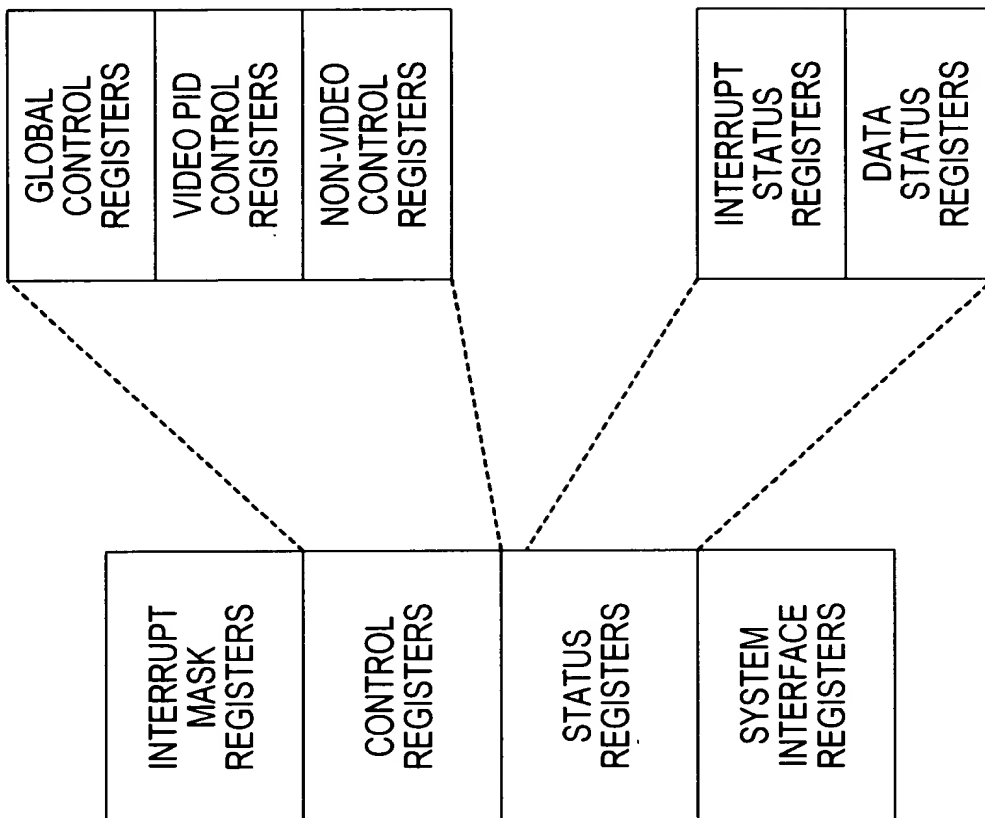 GLOBAL
CONTROL
REGISTERS
VIDEO PID
CONTROL
REGISTERS
NON-VIDEO
CONTROL
REGISTERS
INTERRUPT
STATUS
REGISTERS
DATA
STATUS
REGISTERS
INTERRUPT
MASK
REGISTERS
CONTROL
REGISTERS
STATUS
REGISTERS
SYSTEM
INTERFACE
REGISTERS